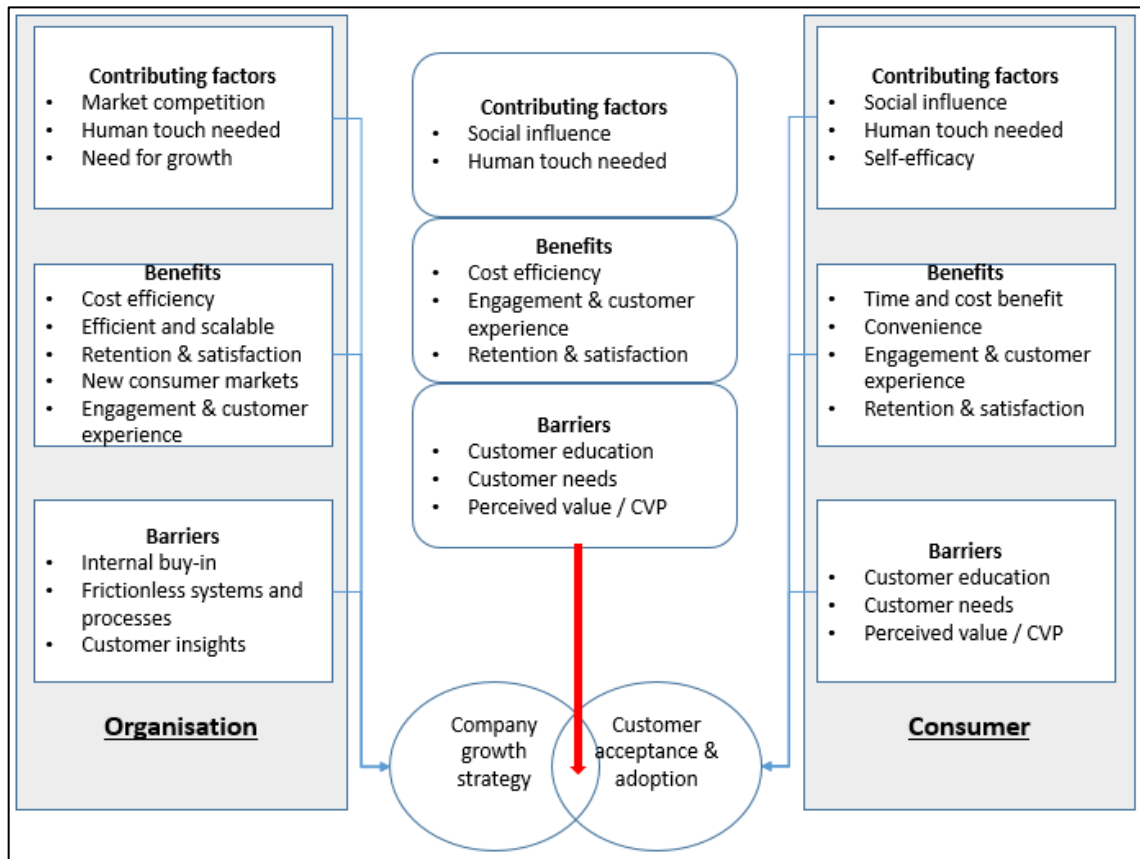 Contributing factors
• Market competition
• Human touch needed
• Need for growth
Benefits
• Cost efficiency
• Efficient and scalable
• Retention & satisfaction
• New consumer markets
• Engagement & customer
experience
Barriers
• Internal buy-in
• Frictionless systems and
processes
• Customer insights
Organisation
Contributing factors
• Social influence
• Human touch needed
Benefits
• Cost efficiency
• Engagement & customer
experience
• Retention & satisfaction
Barriers
• Customer education
• Customer needs
• Perceived value / CVP
Company
growth
strategy
Customer
acceptance &
adoption
Contributing factors
• Social influence
• Human touch needed
• Self-efficacy
Benefits
• Time and cost benefit
• Convenience
• Engagement & customer
experience
• Retention & satisfaction
Barriers
• Customer education
• Customer needs
• Perceived value / CVP
Consumer